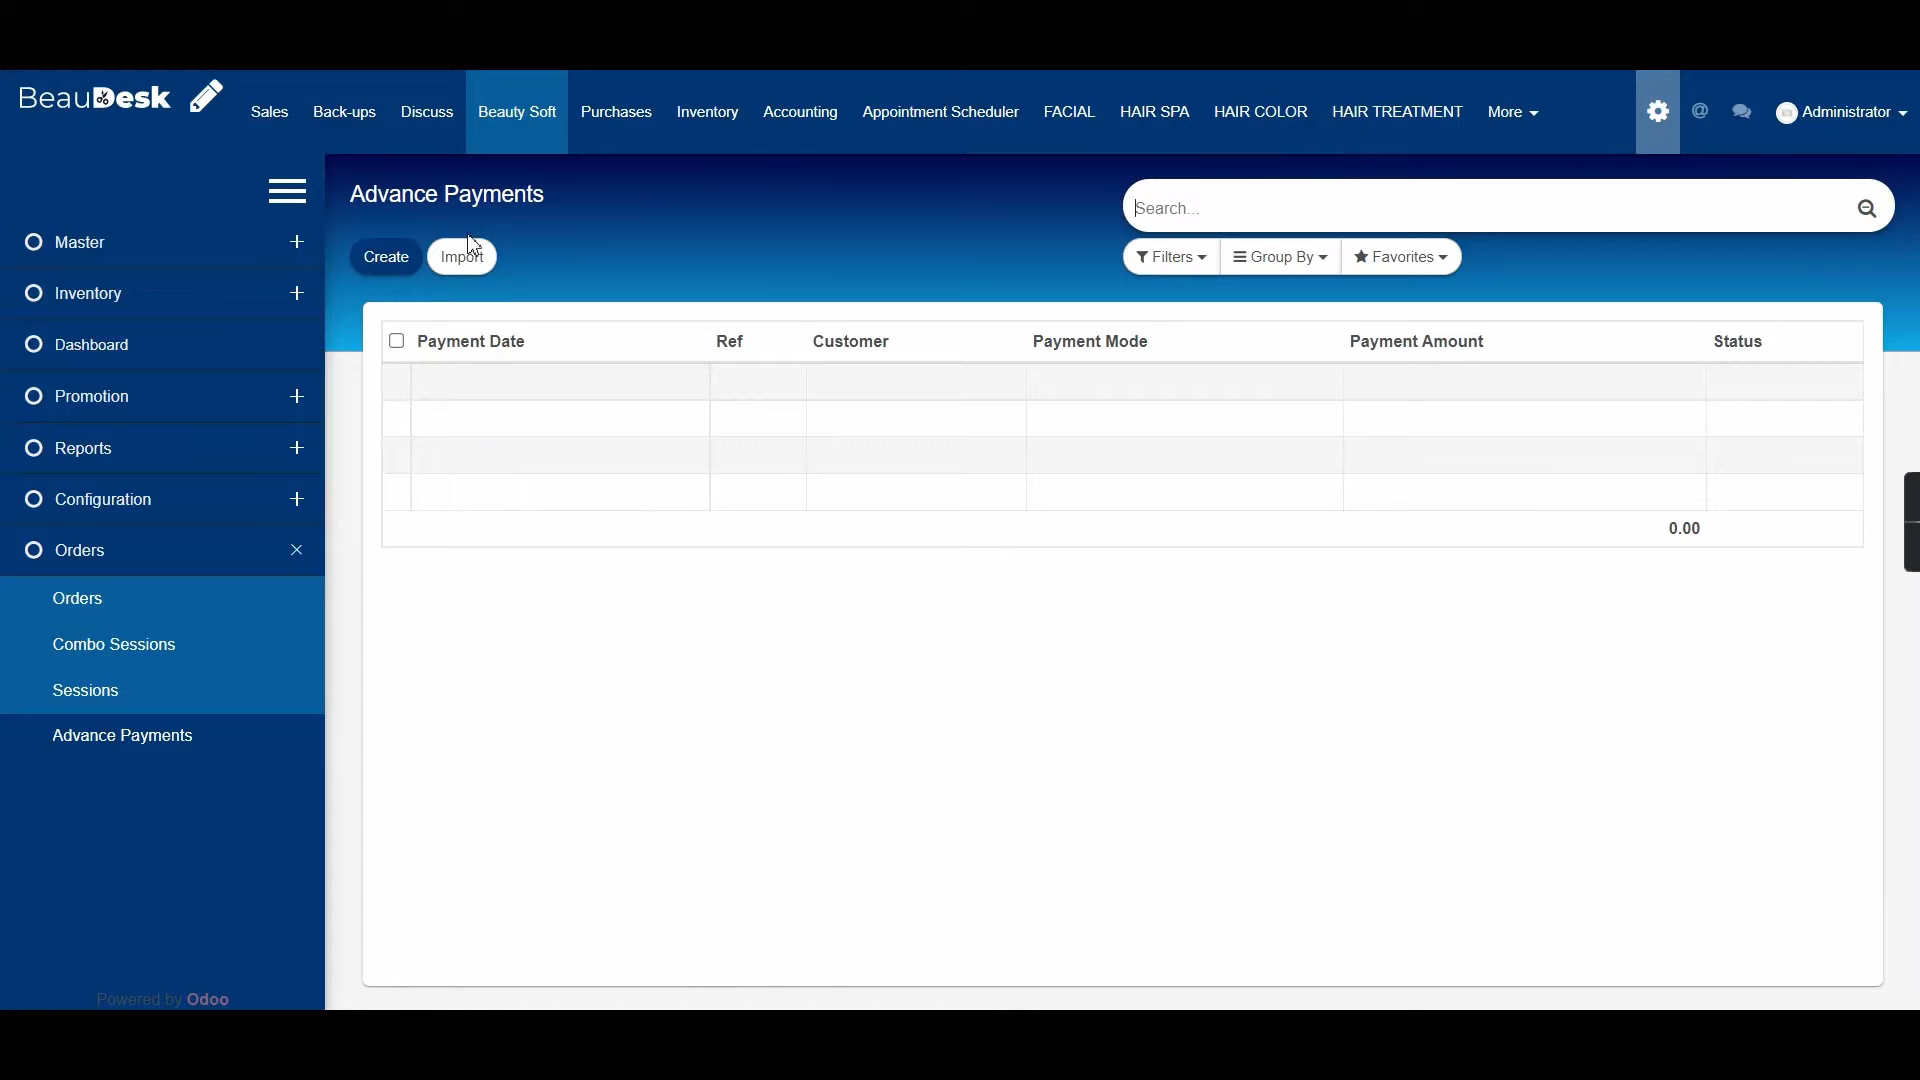 BeauDesk
Sales Back-ups Discuss Beauty Soft Purchases Inventory Accounting Appointment Scheduler FACIAL HAIR SPA HAIR COLOR HAIR TREATMENT More @ Administrator
Advance Payments
Search...
Create Import
Filters Group By Favorites
Master
Inventory
Dashboard
Promotion
Reports
Configuration
Orders
Orders
Combo Sessions
Sessions
Advance Payments
Payment Date Ref Customer Payment Mode Payment Amount Status
0.00
Powered by Odoo